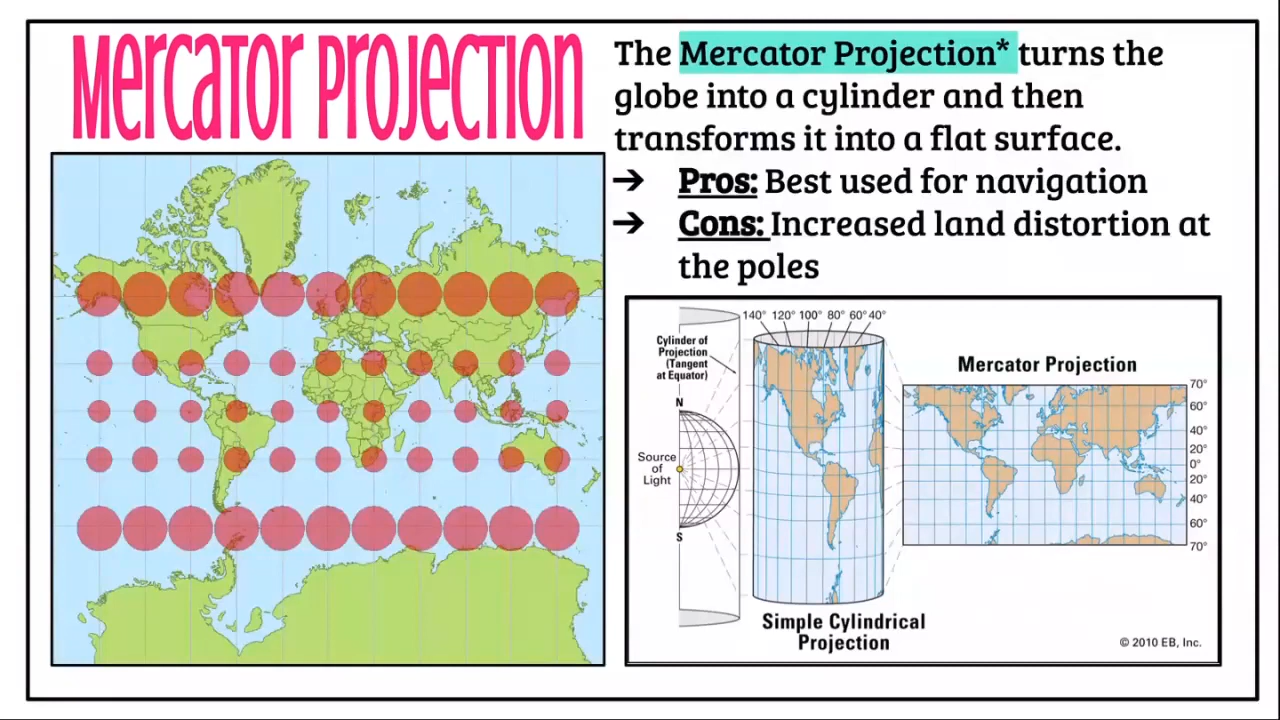 Mercator Projection
The Mercator Projection* turns the
globe into a cylinder and then
transforms it into a flat surface.
➔ Pros: Best used for navigation
➔ Cons: Increased land distortion at
the poles
140° 120° 100° 80° 60° 40°
Cylinder of
Projection
(Tangent
at Equator)
N
Source
of
Light
S
Simple Cylindrical
Projection
Mercator Projection
70°
60°
40°
20°
0°
20°
40°
60°
70°
© 2010 EB, Inc.